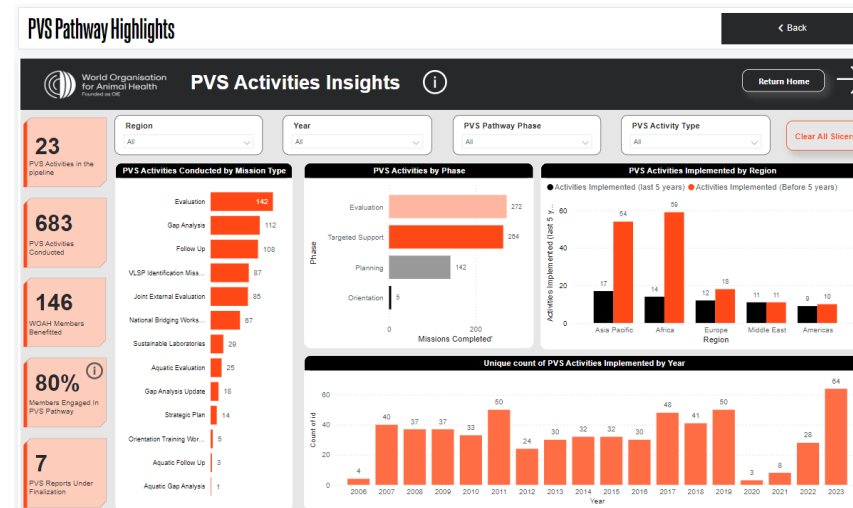 PVS Pathway Highlights
Back
World Organisation
for Animal Health
Founded as OIE
PVS Activities Insights
i
Return Home
23
PVS Activities in the
pipeline
683
PVS Activities
Conducted
146
WOAH Members
Benefitted
80%
i
Members Engaged in
PVS Pathway
7
PVS Reports Under
Finalization
Region
All
Year
All
PVS Pathway Phase
All
PVS Activity Type
All
Clear All Slicers
PVS Activities Conducted by Mission Type
Evaluation 142
Gap Analysis 112
Follow Up 108
VLSP Identification Miss... 87
Joint External Evaluation 85
National Bridging Works... 67
Sustainable Laboratories 29
Aquatic Evaluation 25
Gap Analysis Update 18
Strategic Plan 14
Orientation Training Wor... 5
Aquatic Follow Up 3
Aquatic Gap Analysis 1
PVS Activities by Phase
Phase
Evaluation 272
Targeted Support 264
Planning 142
Orientation 5
0 200
Missions Completed'
PVS Activities Implemented by Region
Activities Implemented (last 5 years) Activities Implemented (Before 5 years)
Activities Implemented (last 5 y...
60
40
20
0
17 54 14 59 12 18 11 11 9 10
Asia Pacific Africa Europe Middle East Americas
Region
Unique count of PVS Activities Implemented by Year
Count of id
60
40
20
0
4 40 37 37 33 50 24 30 32 32 30 48 41 50 3 8 28 64
2006 2007 2008 2009 2010 2011 2012 2013 2014 2015 2016 2017 2018 2019 2020 2021 2022 2023
Year